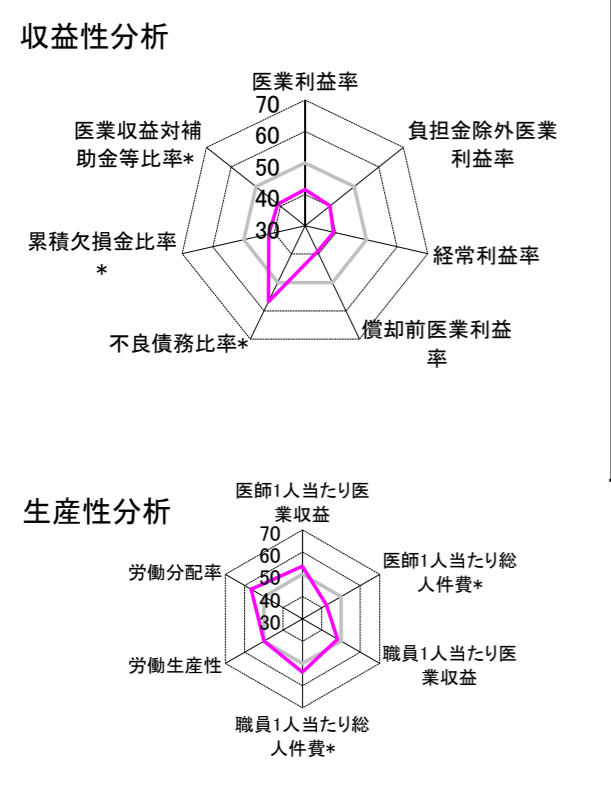 収益性分析
医業利益率
70
60
50
40
30
負担金除外医業
利益率
経常利益率
償却前医業利益
率
不良債務比率*
累積欠損金比率
*
医業収益対補
助金等比率*
生産性分析
医師1人当たり医
業収益
70
60
50
40
30
医師1人当たり総
人件費*
職員1人当たり医
業収益
職員1人当たり総
人件費*
労働生産性
労働分配率